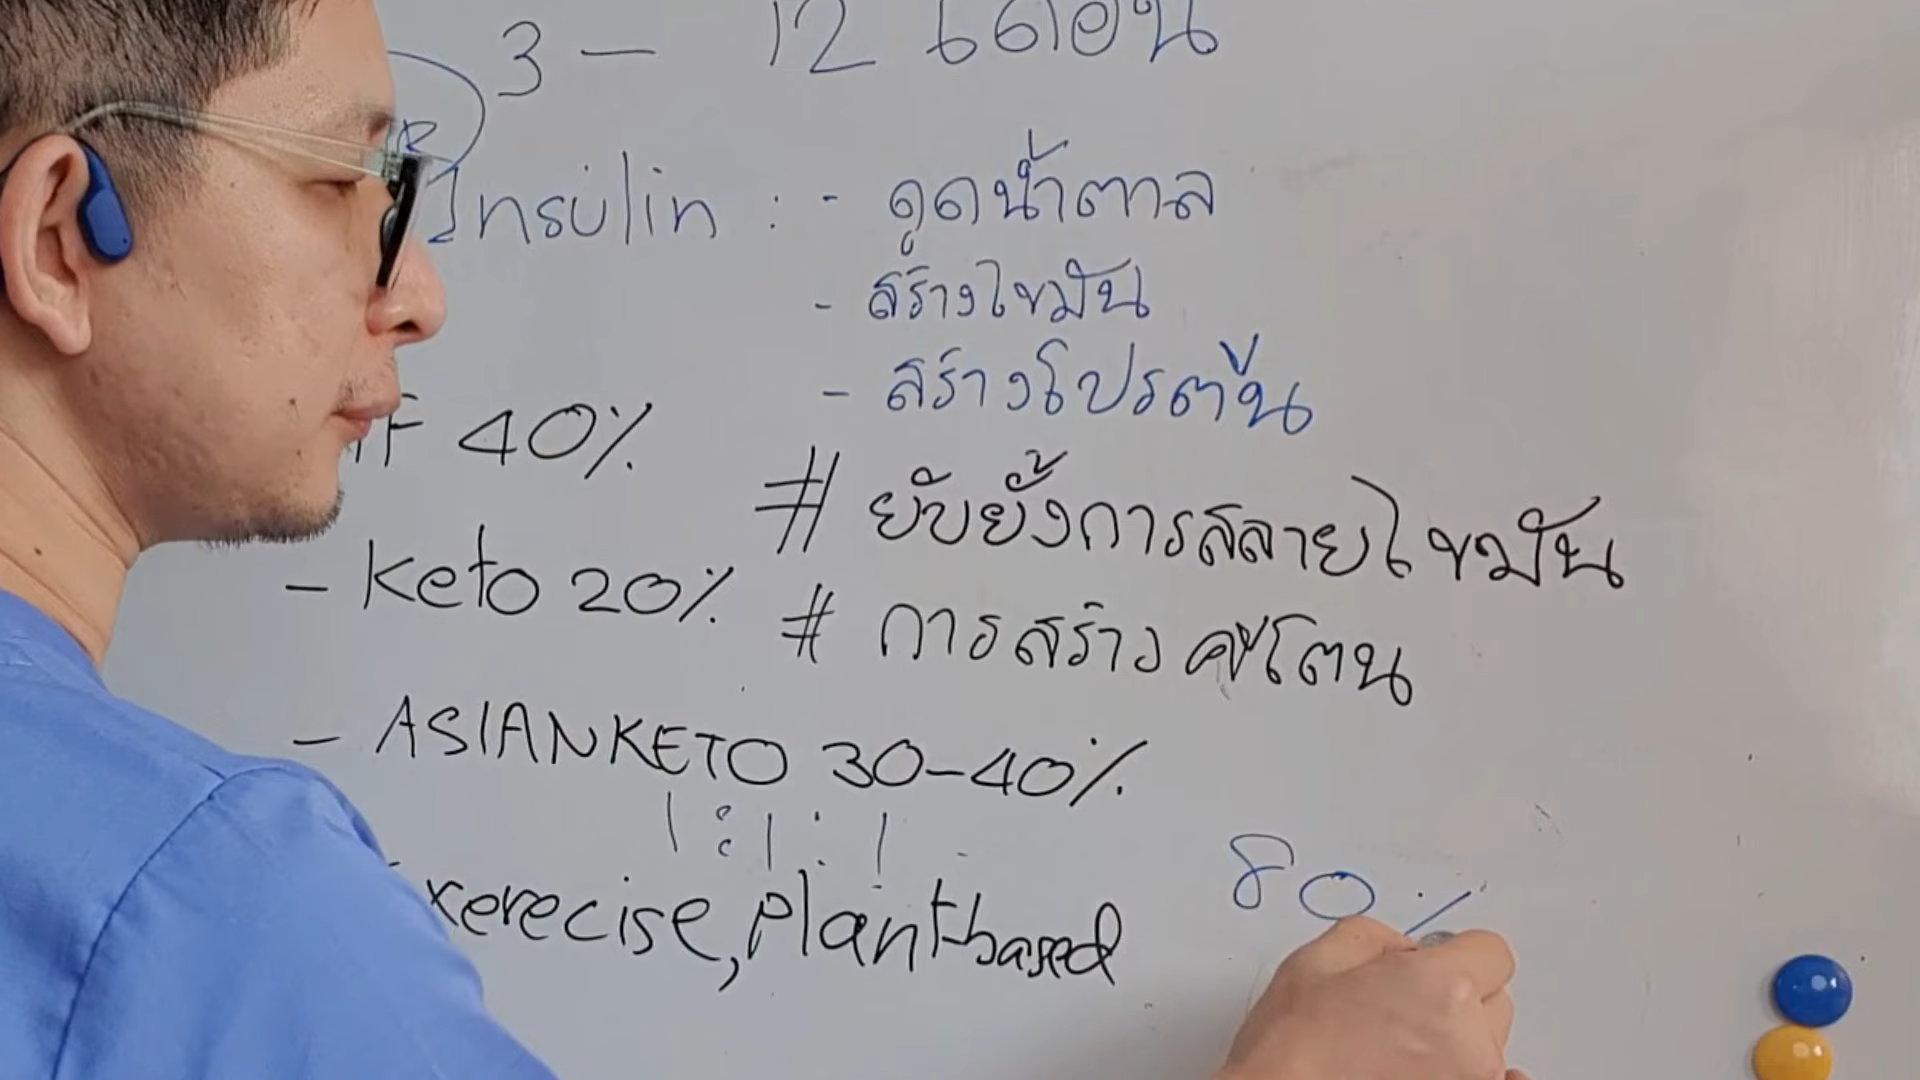 3 - 12 เดือน
Insulin : - ดูดน้ำตาล
- สร้างไขมัน
- สร้างโปรตีน
IF 40%
# ยับยั้งการสลายไขมัน
- Keto 20%
# การสร้าง คีโตน
- ASIANKETO 30-40%
1:1:1
xerecise, Plantbased
80%